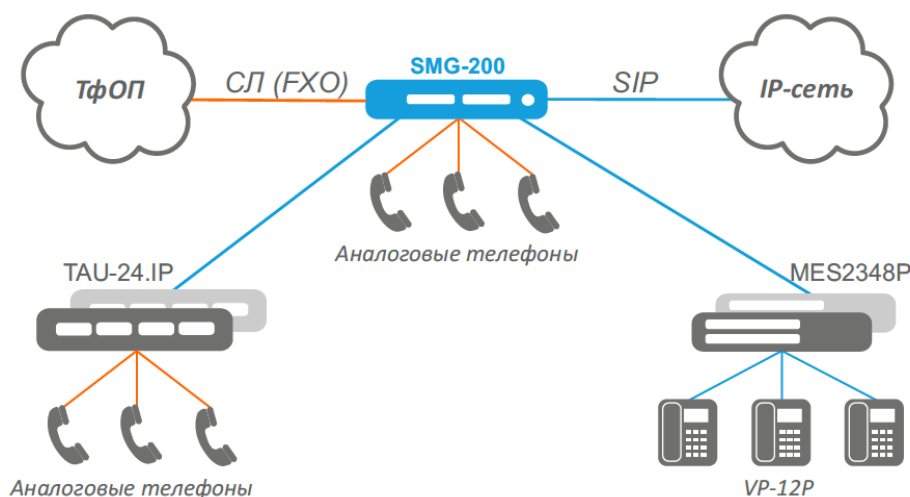 SMG-200
ТфОП
СЛ (FXO)
SIP
IP-сеть
Аналоговые телефоны
TAU-24.IP
MES2348P
Аналоговые телефоны
VP-12P